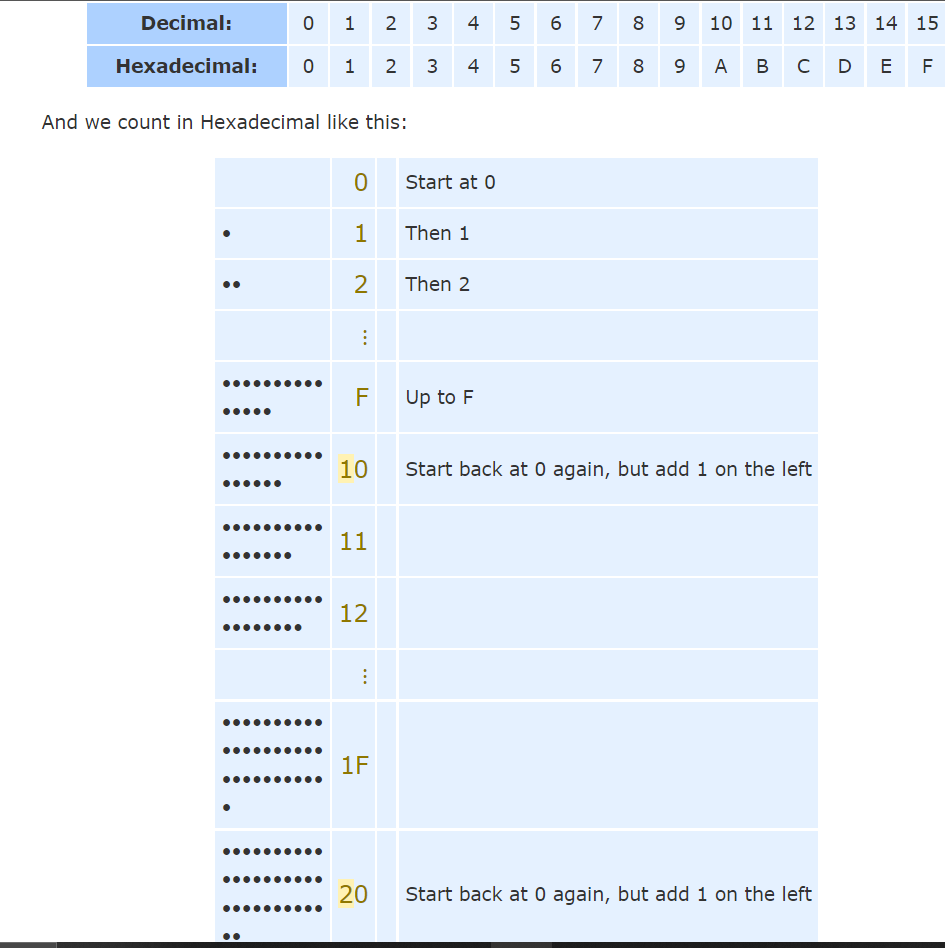 Decimal: 0 1 2 3 4 5 6 7 8 9 10 11 12 13 14 15
Hexadecimal: 0 1 2 3 4 5 6 7 8 9 A B C D E F
And we count in Hexadecimal like this:
0 Start at 0
• 1 Then 1
•• 2 Then 2
⋮
•••••••••• ••••• F Up to F
•••••••••• •••••• 10 Start back at 0 again, but add 1 on the left
•••••••••• ••••••• 11
•••••••••• •••••••• 12
⋮
•••••••••• •••••••••• •••••••••• • 1F
•••••••••• •••••••••• •••••••••• •• 20 Start back at 0 again, but add 1 on the left